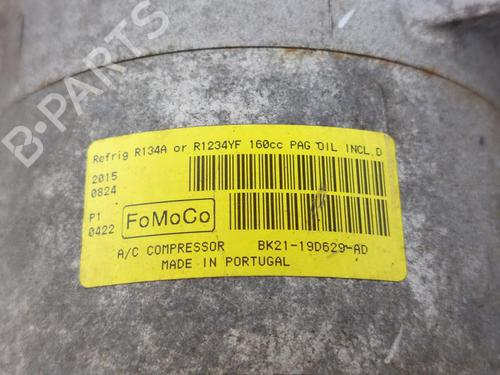 B-PARTS
Refrig R134A or R1234YF 160cc PAG OIL INCL.D
2015
0824
P1
0422
FoMoCo
A/C COMPRESSOR BK21-19D629-AD
MADE IN PORTUGAL